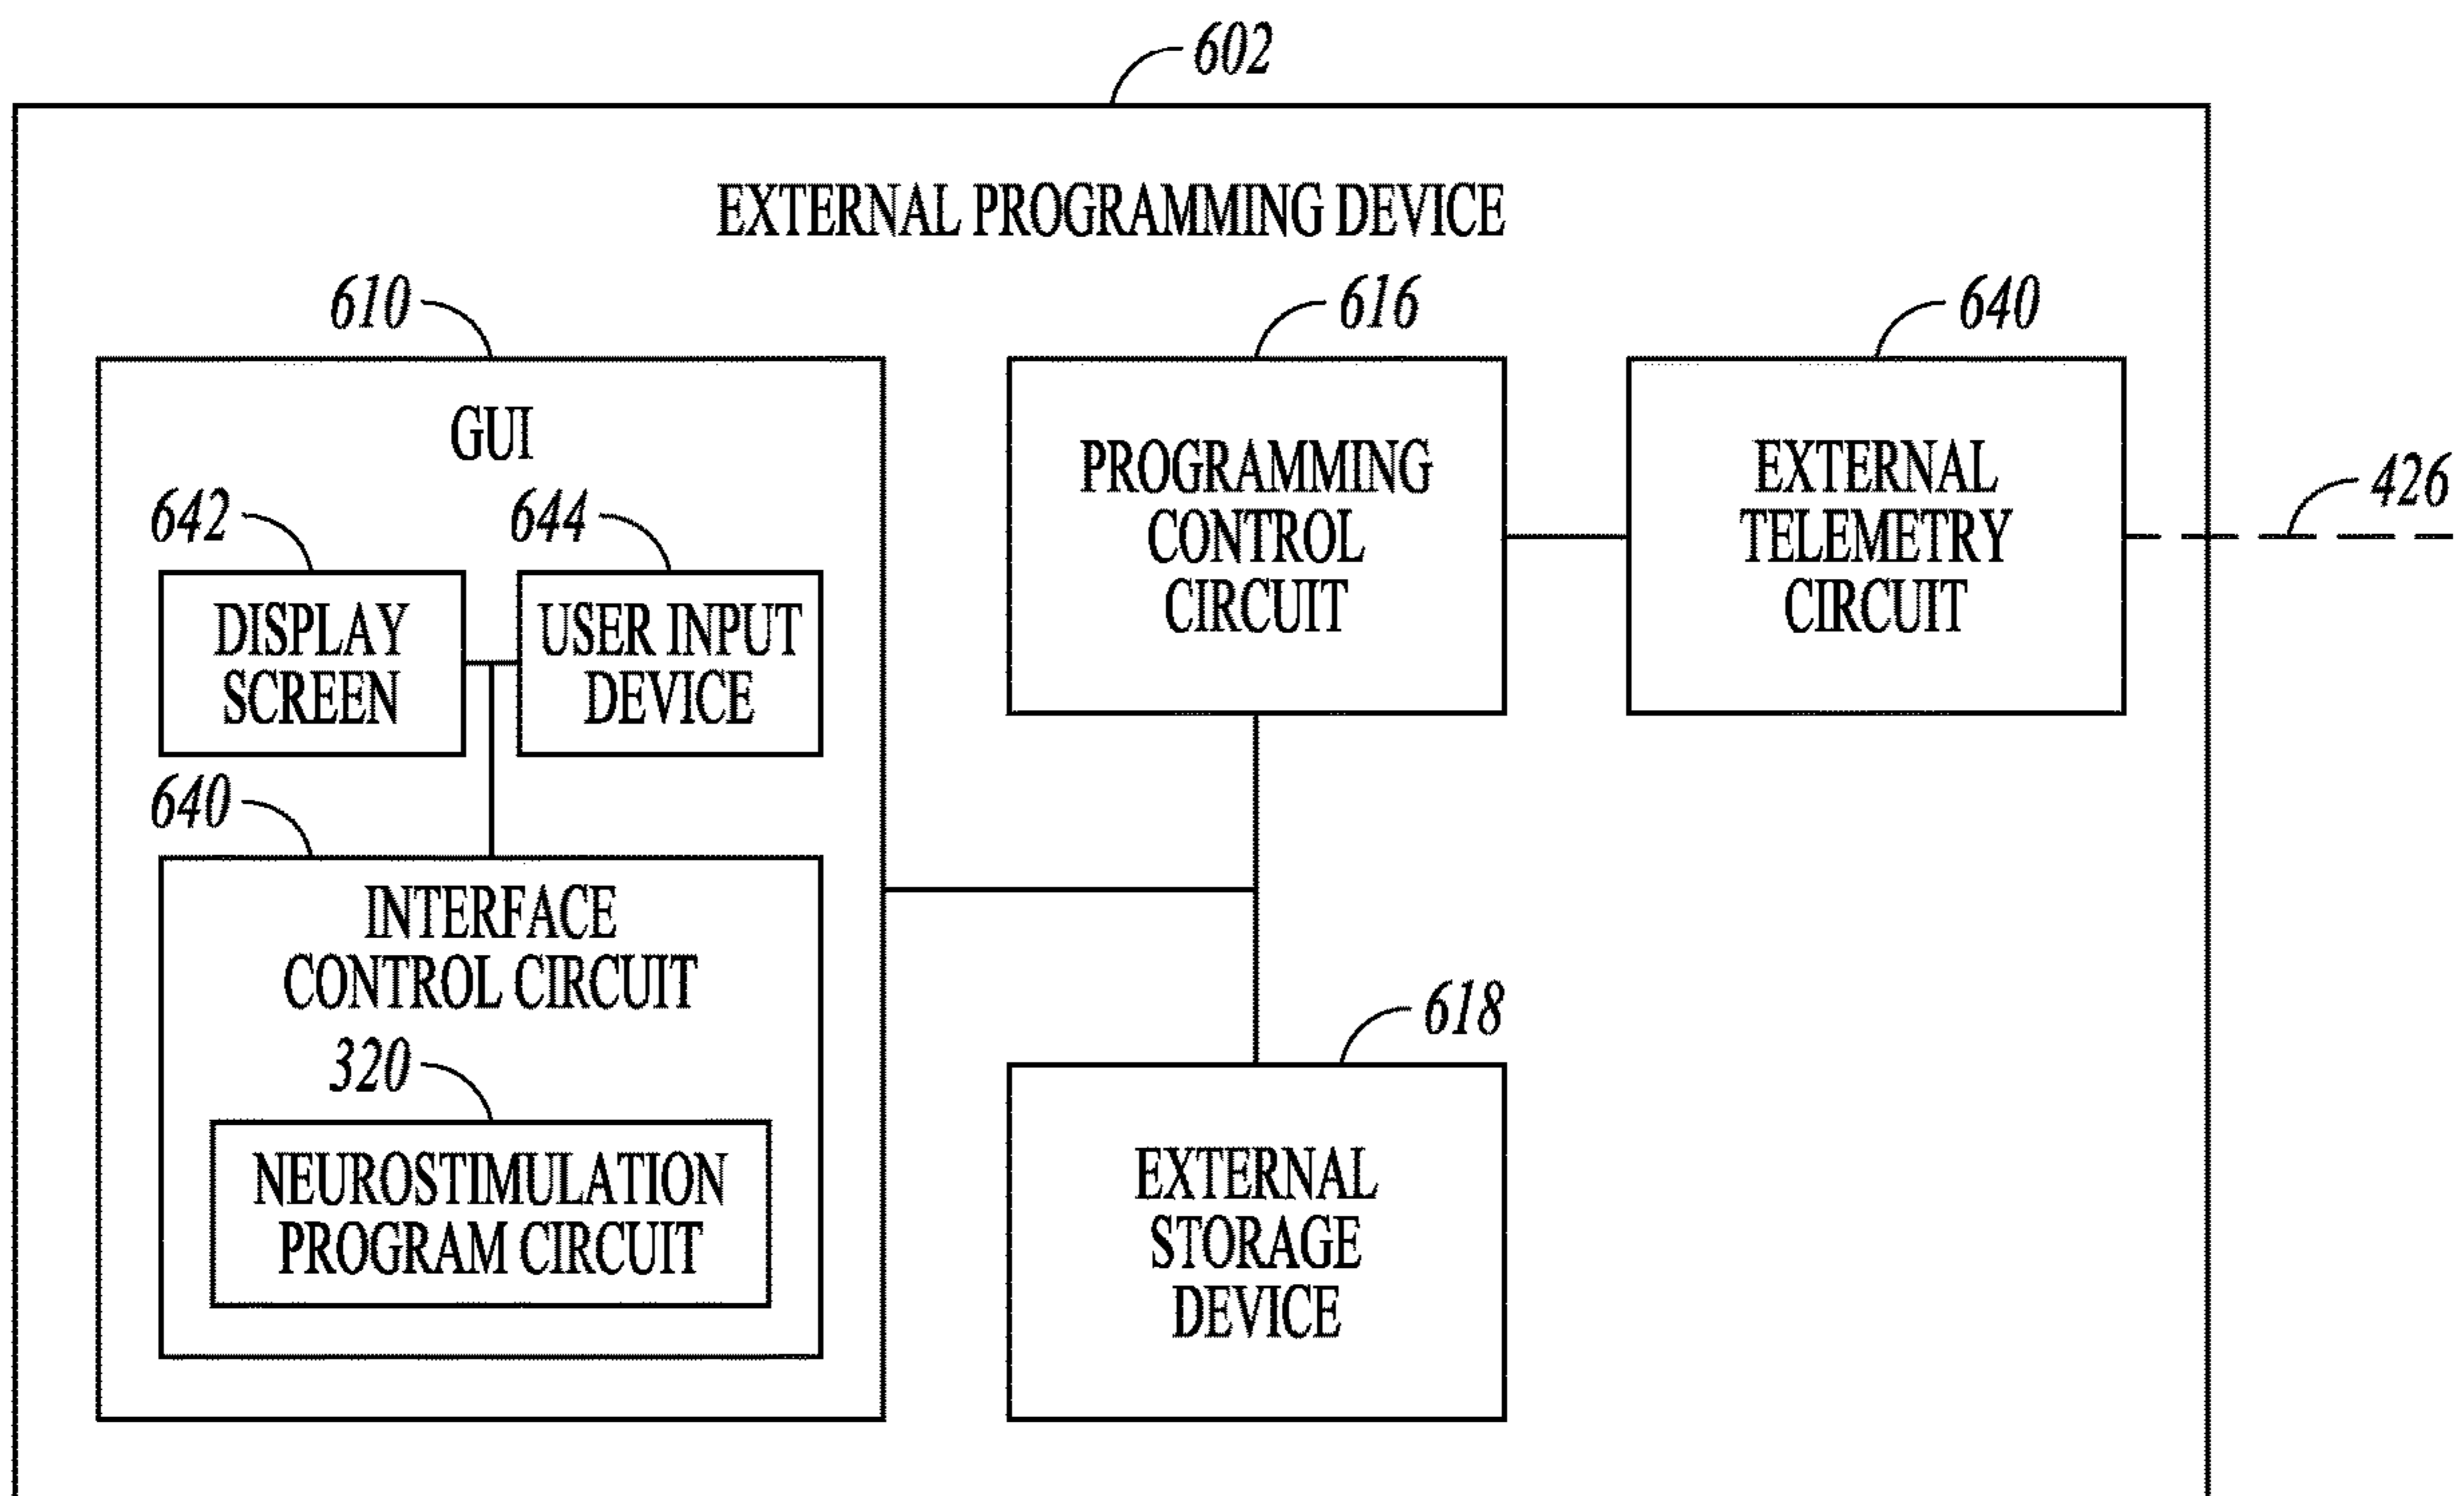 602
EXTERNAL PROGRAMMING DEVICE
610
GUI
642
DISPLAY
SCREEN
644
USER INPUT
DEVICE
640
INTERFACE
CONTROL CIRCUIT
320
NEUROSTIMULATION
PROGRAM CIRCUIT
616
PROGRAMMING
CONTROL
CIRCUIT
640
EXTERNAL
TELEMETRY
CIRCUIT
426
618
EXTERNAL
STORAGE
DEVICE